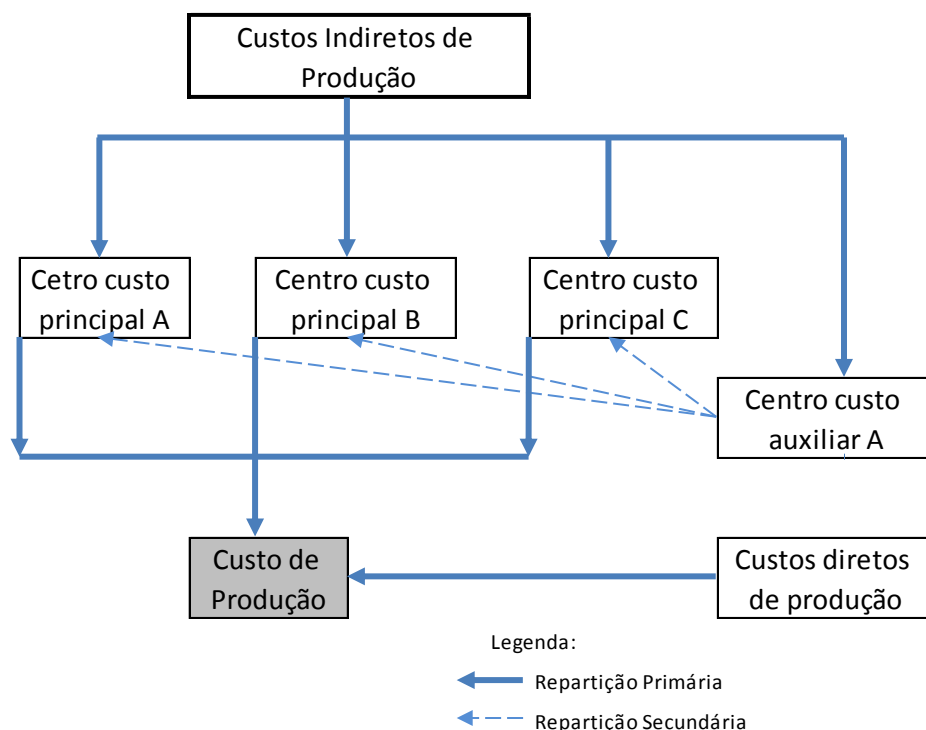 Custos Indiretos de
Produção
Cetro custo
principal A
Centro custo
principal B
Centro custo
principal C
Centro custo
auxiliar A
Custo de
Produção
Custos diretos
de produção
Legenda:
Repartição Primária
Repartição Secundária